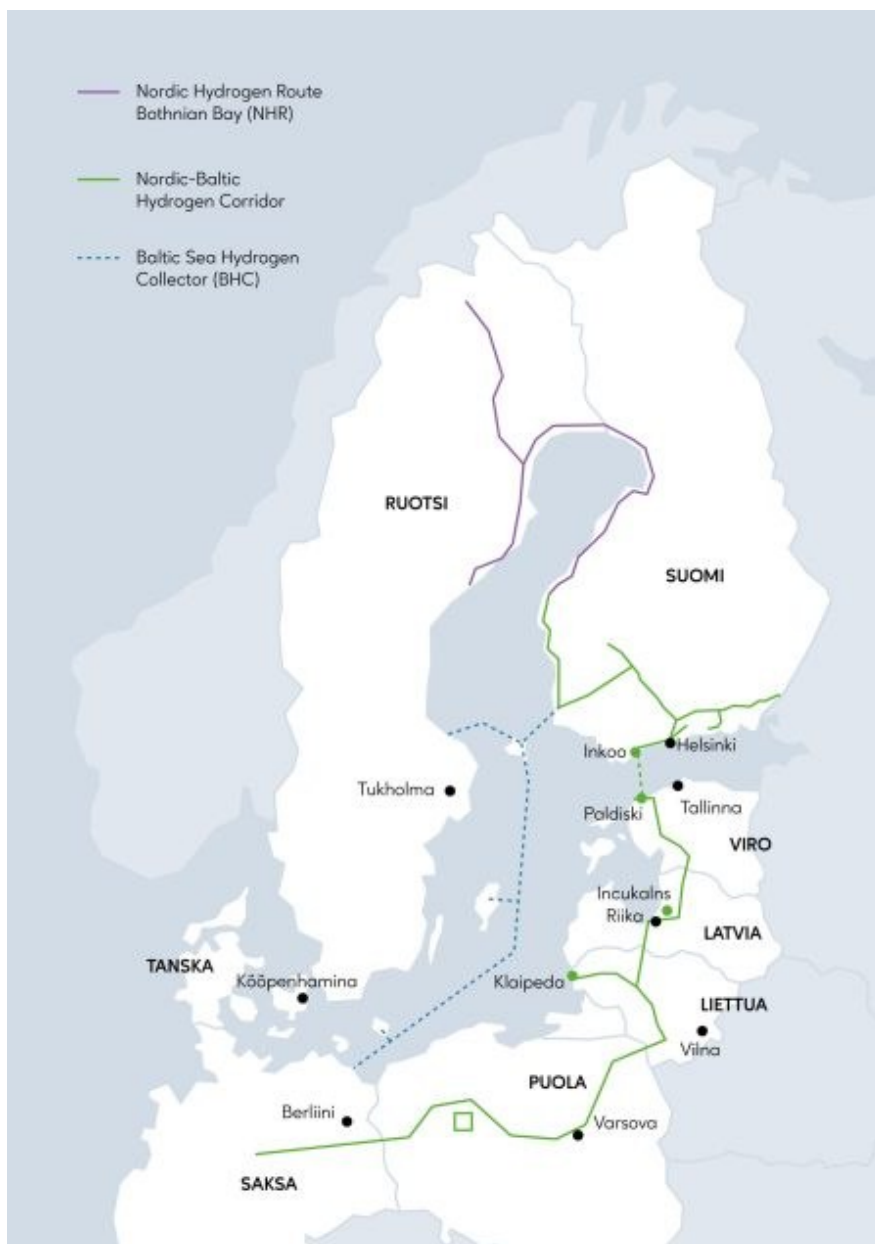 Nordic Hydrogen Route
Bothnian Bay (NHR)
Nordic-Baltic
Hydrogen Corridor
Baltic Sea Hydrogen
Collector (BHC)
RUOTSI
SUOMI
Inkoo
Helsinki
Tukholma
Paldiski
Tallinna
VIRO
Incukalns
Riika
LATVIA
TANSKA
Kööpenhamina
Klaipeda
LIETTUA
Vilna
PUOLA
Berliini
Varsova
SAKSA